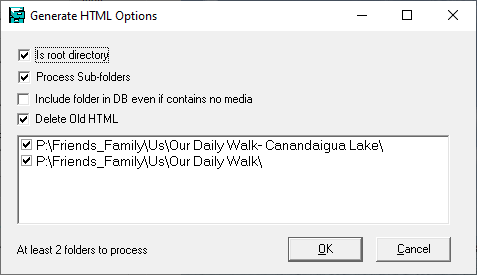 Generate HTML Options
Is root directory
Process Sub-folders
Include folder in DB even if contains no media
Delete Old HTML
P:\Friends_Family\Us\Our Daily Walk- Canandaigua Lake\
P:\Friends_Family\Us\Our Daily Walk\
At least 2 folders to process
OK
Cancel